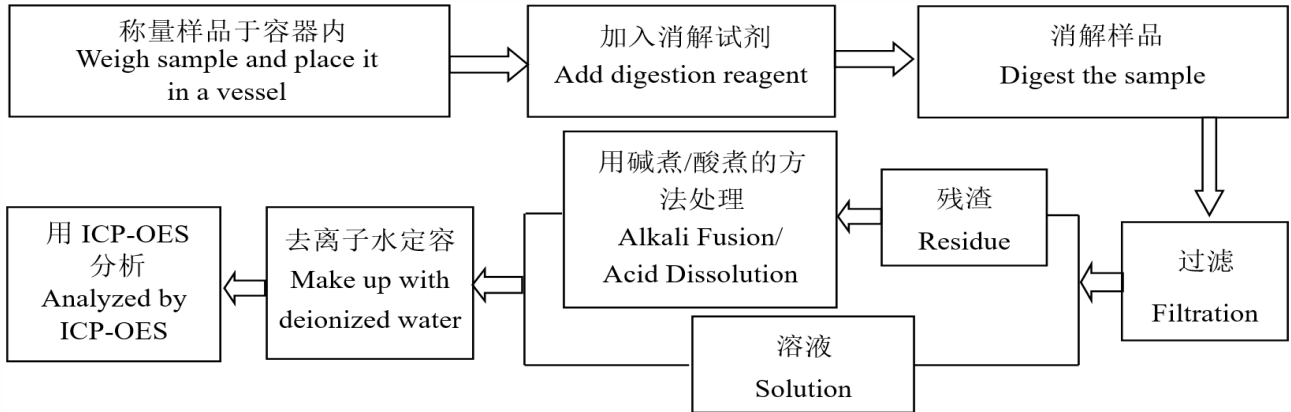 称量样品于容器内
Weigh sample and place it
in a vessel
加入消解试剂
Add digestion reagent
消解样品
Digest the sample
过滤
Filtration
残渣
Residue
用碱煮/酸煮的方
法处理
Alkali Fusion/
Acid Dissolution
溶液
Solution
去离子水定容
Make up with
deionized water
用 ICP-OES
分析
Analyzed by
ICP-OES